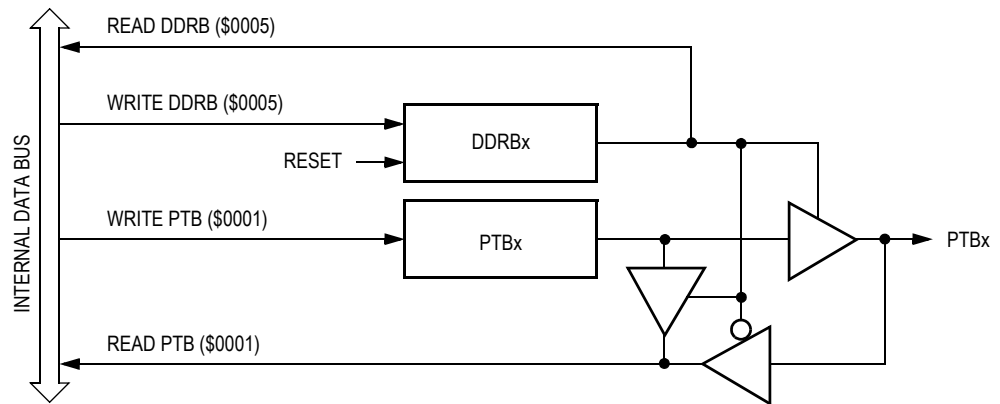 READ DDRB ($0005)
WRITE DDRB ($0005)
DDRBx
RESET
WRITE PTB ($0001)
PTBx
PTBx
READ PTB ($0001)
INTERNAL DATA BUS